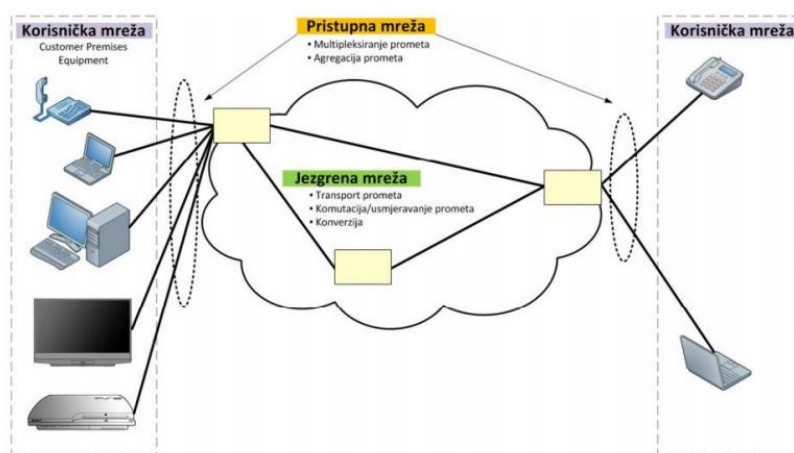 Korisnička mreža
Customer Premises
Equipment
Pristupna mreža
• Multipleksiranje prometa
• Agregacija prometa
Korisnička mreža
Jezgrena mreža
• Transport prometa
• Komutacija/usmjeravanje prometa
• Konverzija